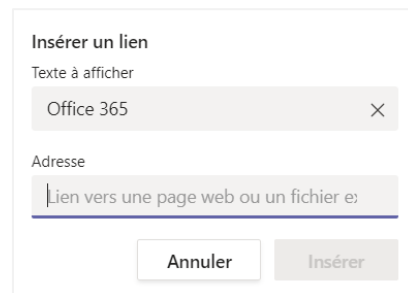 Insérer un lien
Texte à afficher
Office 365
Adresse
Lien vers une page web ou un fichier
Annuler
Insérer